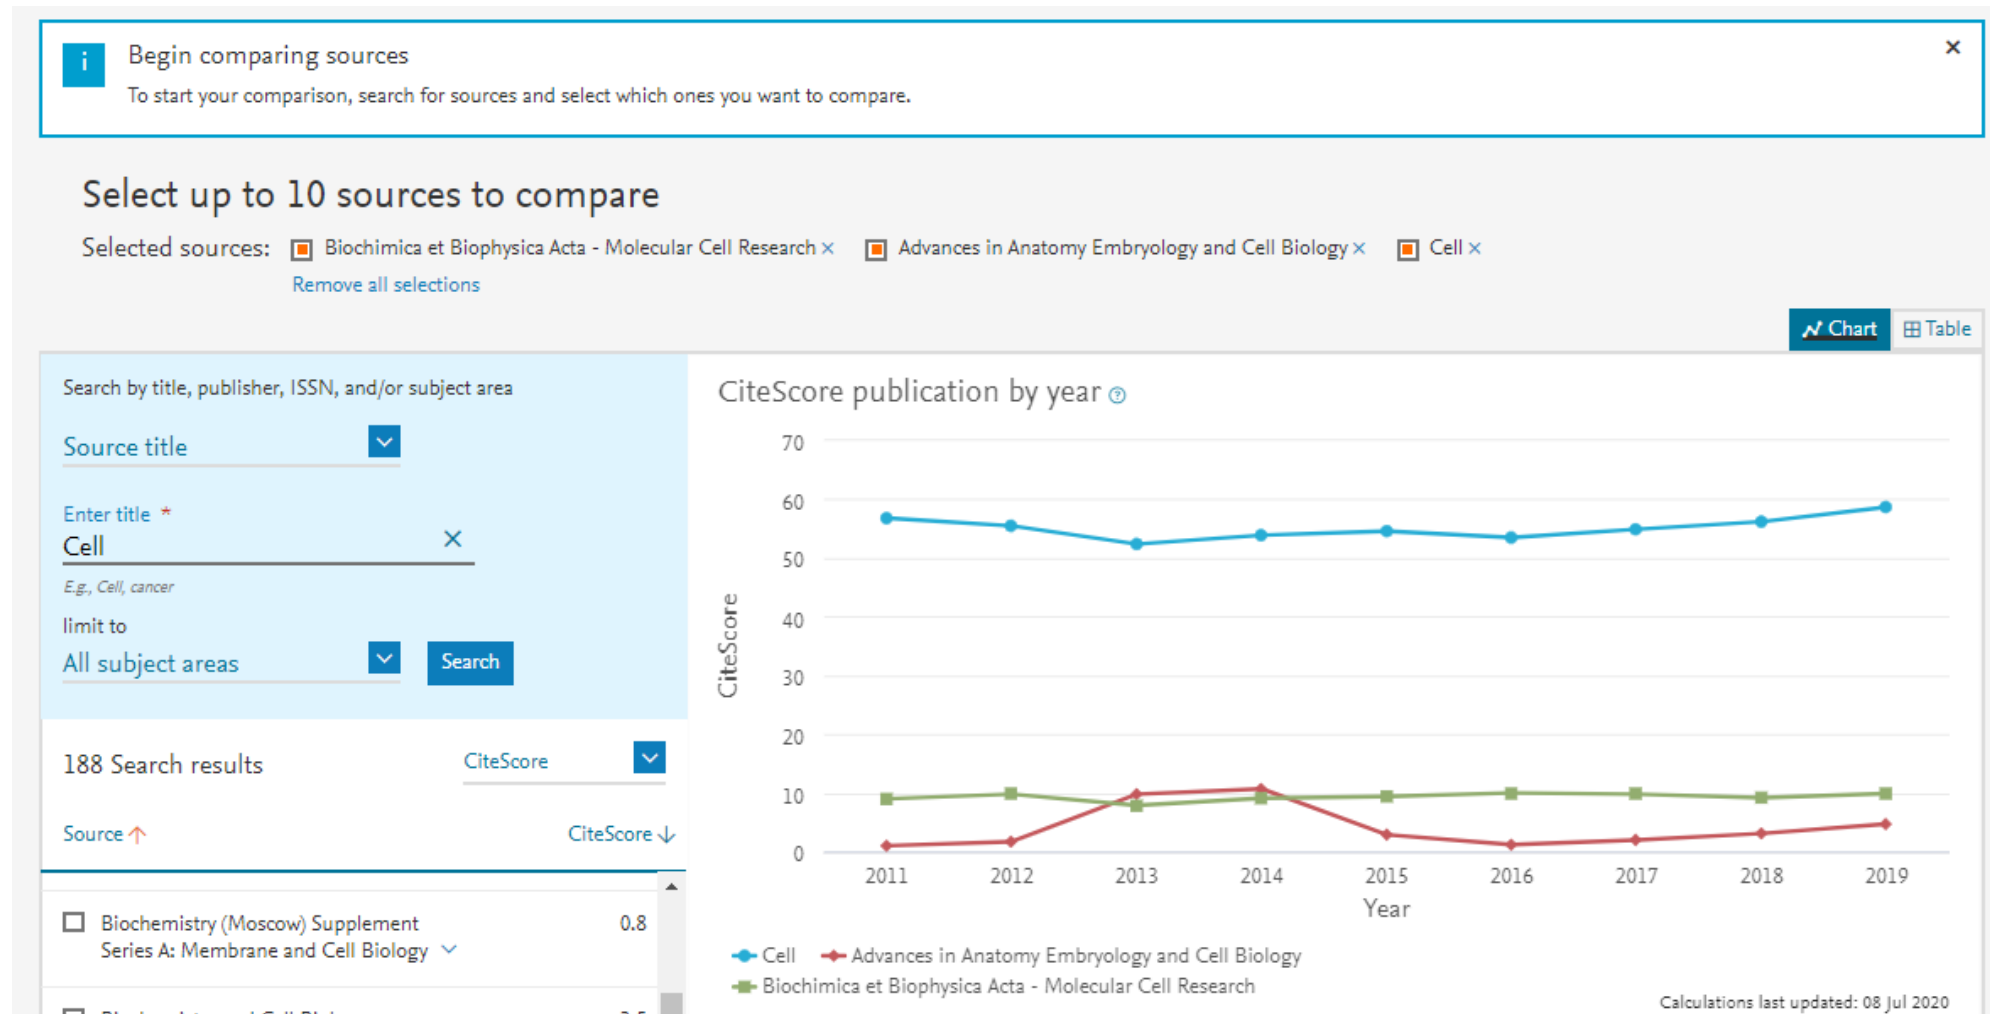 i
Begin comparing sources
×
To start your comparison, search for sources and select which ones you want to compare.
Select up to 10 sources to compare
Selected sources: Biochimica et Biophysica Acta - Molecular Cell Research × Advances in Anatomy Embryology and Cell Biology × Cell ×
Remove all selections
Chart Table
Search by title, publisher, ISSN, and/or subject area
Source title
Enter title *
Cell ×
E.g., Cell, cancer
limit to
All subject areas
Search
188 Search results
CiteScore
Source ↑ CiteScore ↓
Biochemistry (Moscow) Supplement 0.8
Series A: Membrane and Cell Biology
CiteScore publication by year ?
70
60
50
40
30
20
10
0
CiteScore
2011 2012 2013 2014 2015 2016 2017 2018 2019
Year
Cell Advances in Anatomy Embryology and Cell Biology
Biochimica et Biophysica Acta - Molecular Cell Research
Calculations last updated: 08 Jul 2020